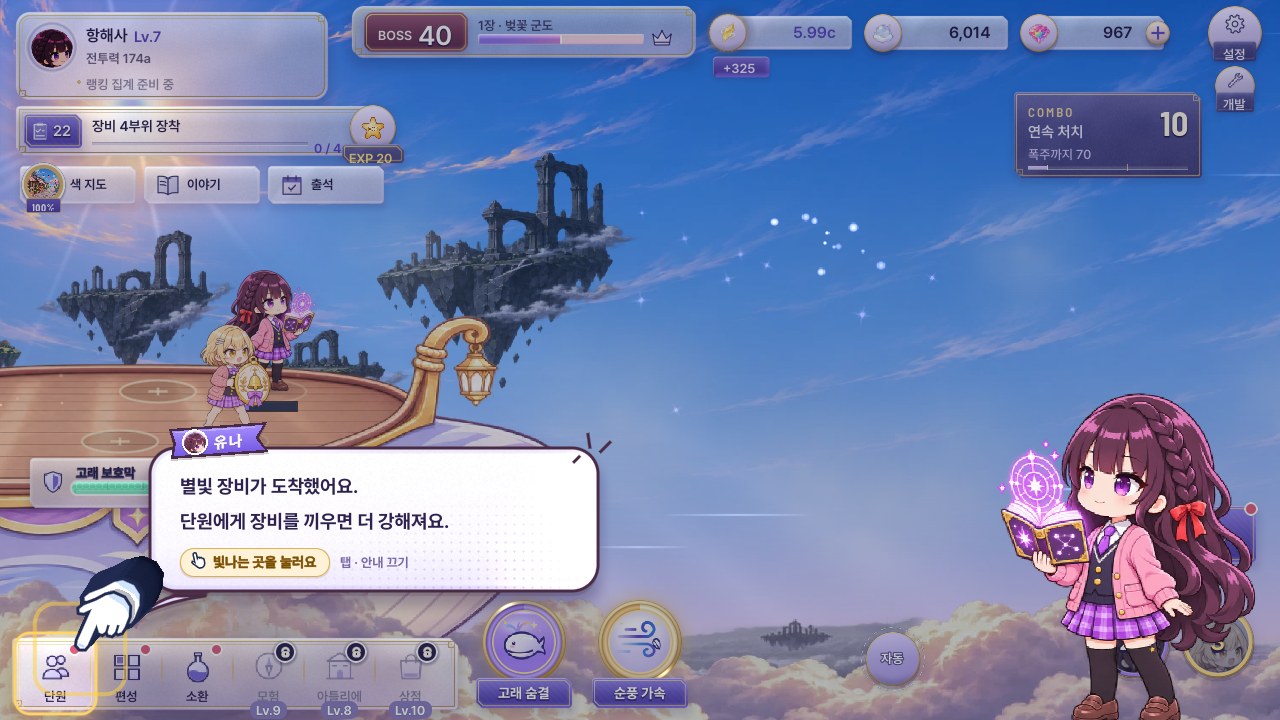 항해사 Lv.7
전투력 174a
랭킹 집계 준비 중
BOSS 40
1장 · 벚꽃 군도
5.99c
+325
6,014
967
설정
개발
22
장비 4부위 장착
0 / 4
EXP 20
색 지도
100%
이야기
출석
COMBO
연속 처치
10
폭주까지 70
고래 보호막
유나
별빛 장비가 도착했어요.
단원에게 장비를 끼우면 더 강해져요.
빛나는 곳을 눌러요
탭 · 안내 끄기
단원
편성
소환
모험
Lv.9
아틀리에
Lv.8
상점
Lv.10
고래 숨결
순풍 가속
자동